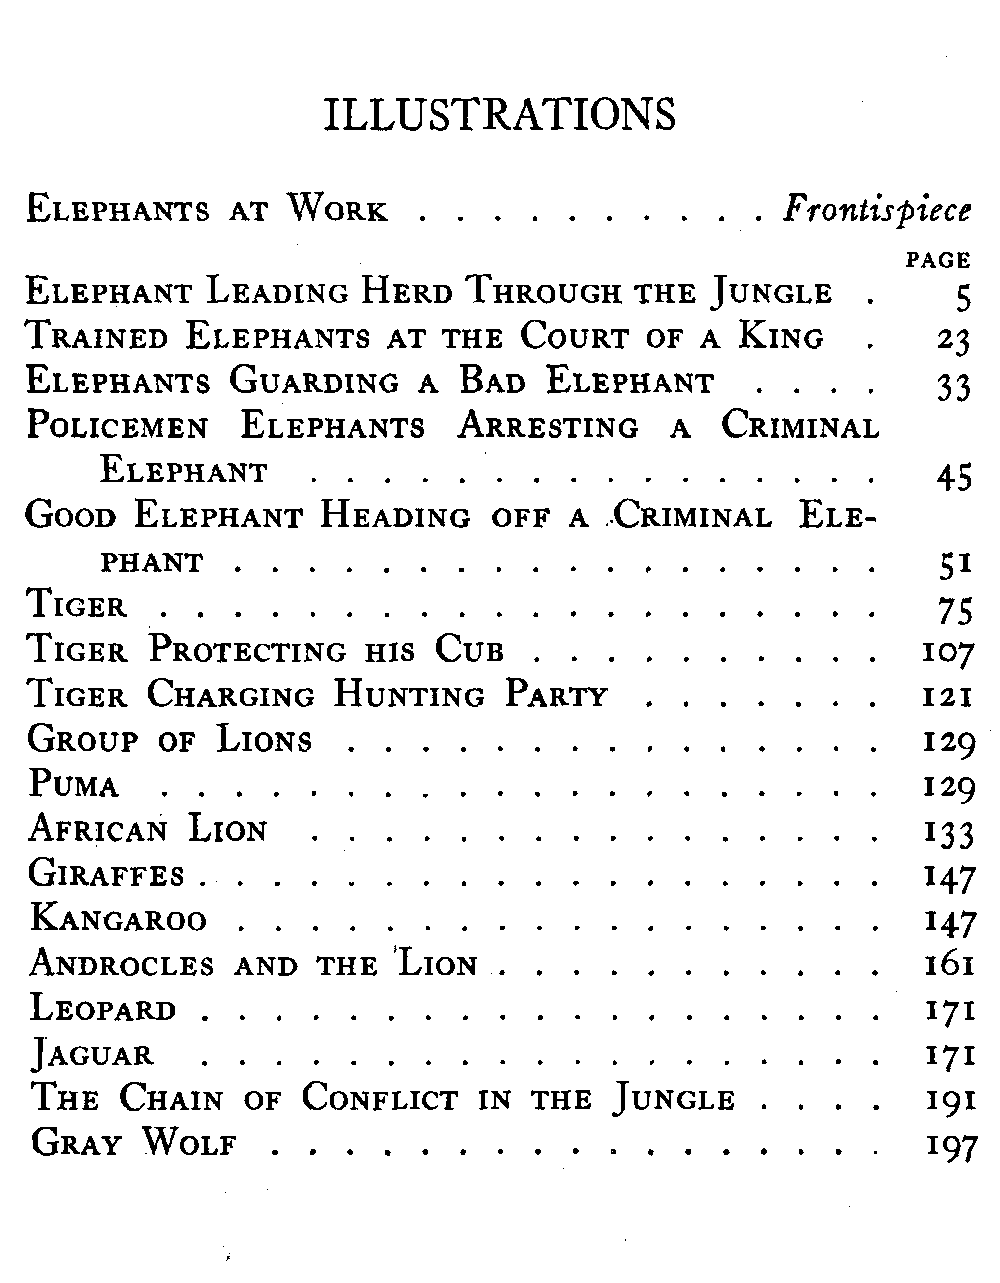 ILLUSTRATIONS
Elephants at Work . . . . . . . . . . Frontispiece
PAGE
Elephant Leading Herd Through the Jungle . 5
Trained Elephants at the Court of a King . 23
Elephants Guarding a Bad Elephant . . . . 33
Policemen Elephants Arresting a Criminal
Elephant . . . . . . . . . . . . . . . . 45
Good Elephant Heading off a Criminal Ele-
phant . . . . . . . . . . . . . . . . . . 51
Tiger . . . . . . . . . . . . . . . . . . . . 75
Tiger Protecting his Cub . . . . . . . . . . 107
Tiger Charging Hunting Party . . . . . . . 121
Group of Lions . . . . . . . . . . . . . . . 129
Puma . . . . . . . . . . . . . . . . . . . . 129
African Lion . . . . . . . . . . . . . . . . 133
Giraffes . . . . . . . . . . . . . . . . . . . 147
Kangaroo . . . . . . . . . . . . . . . . . . 147
Androcles and the Lion . . . . . . . . . . . 161
Leopard . . . . . . . . . . . . . . . . . . . 171
Jaguar . . . . . . . . . . . . . . . . . . . 171
The Chain of Conflict in the Jungle . . . . 191
Gray Wolf . . . . . . . . . . . . . . . . . 197